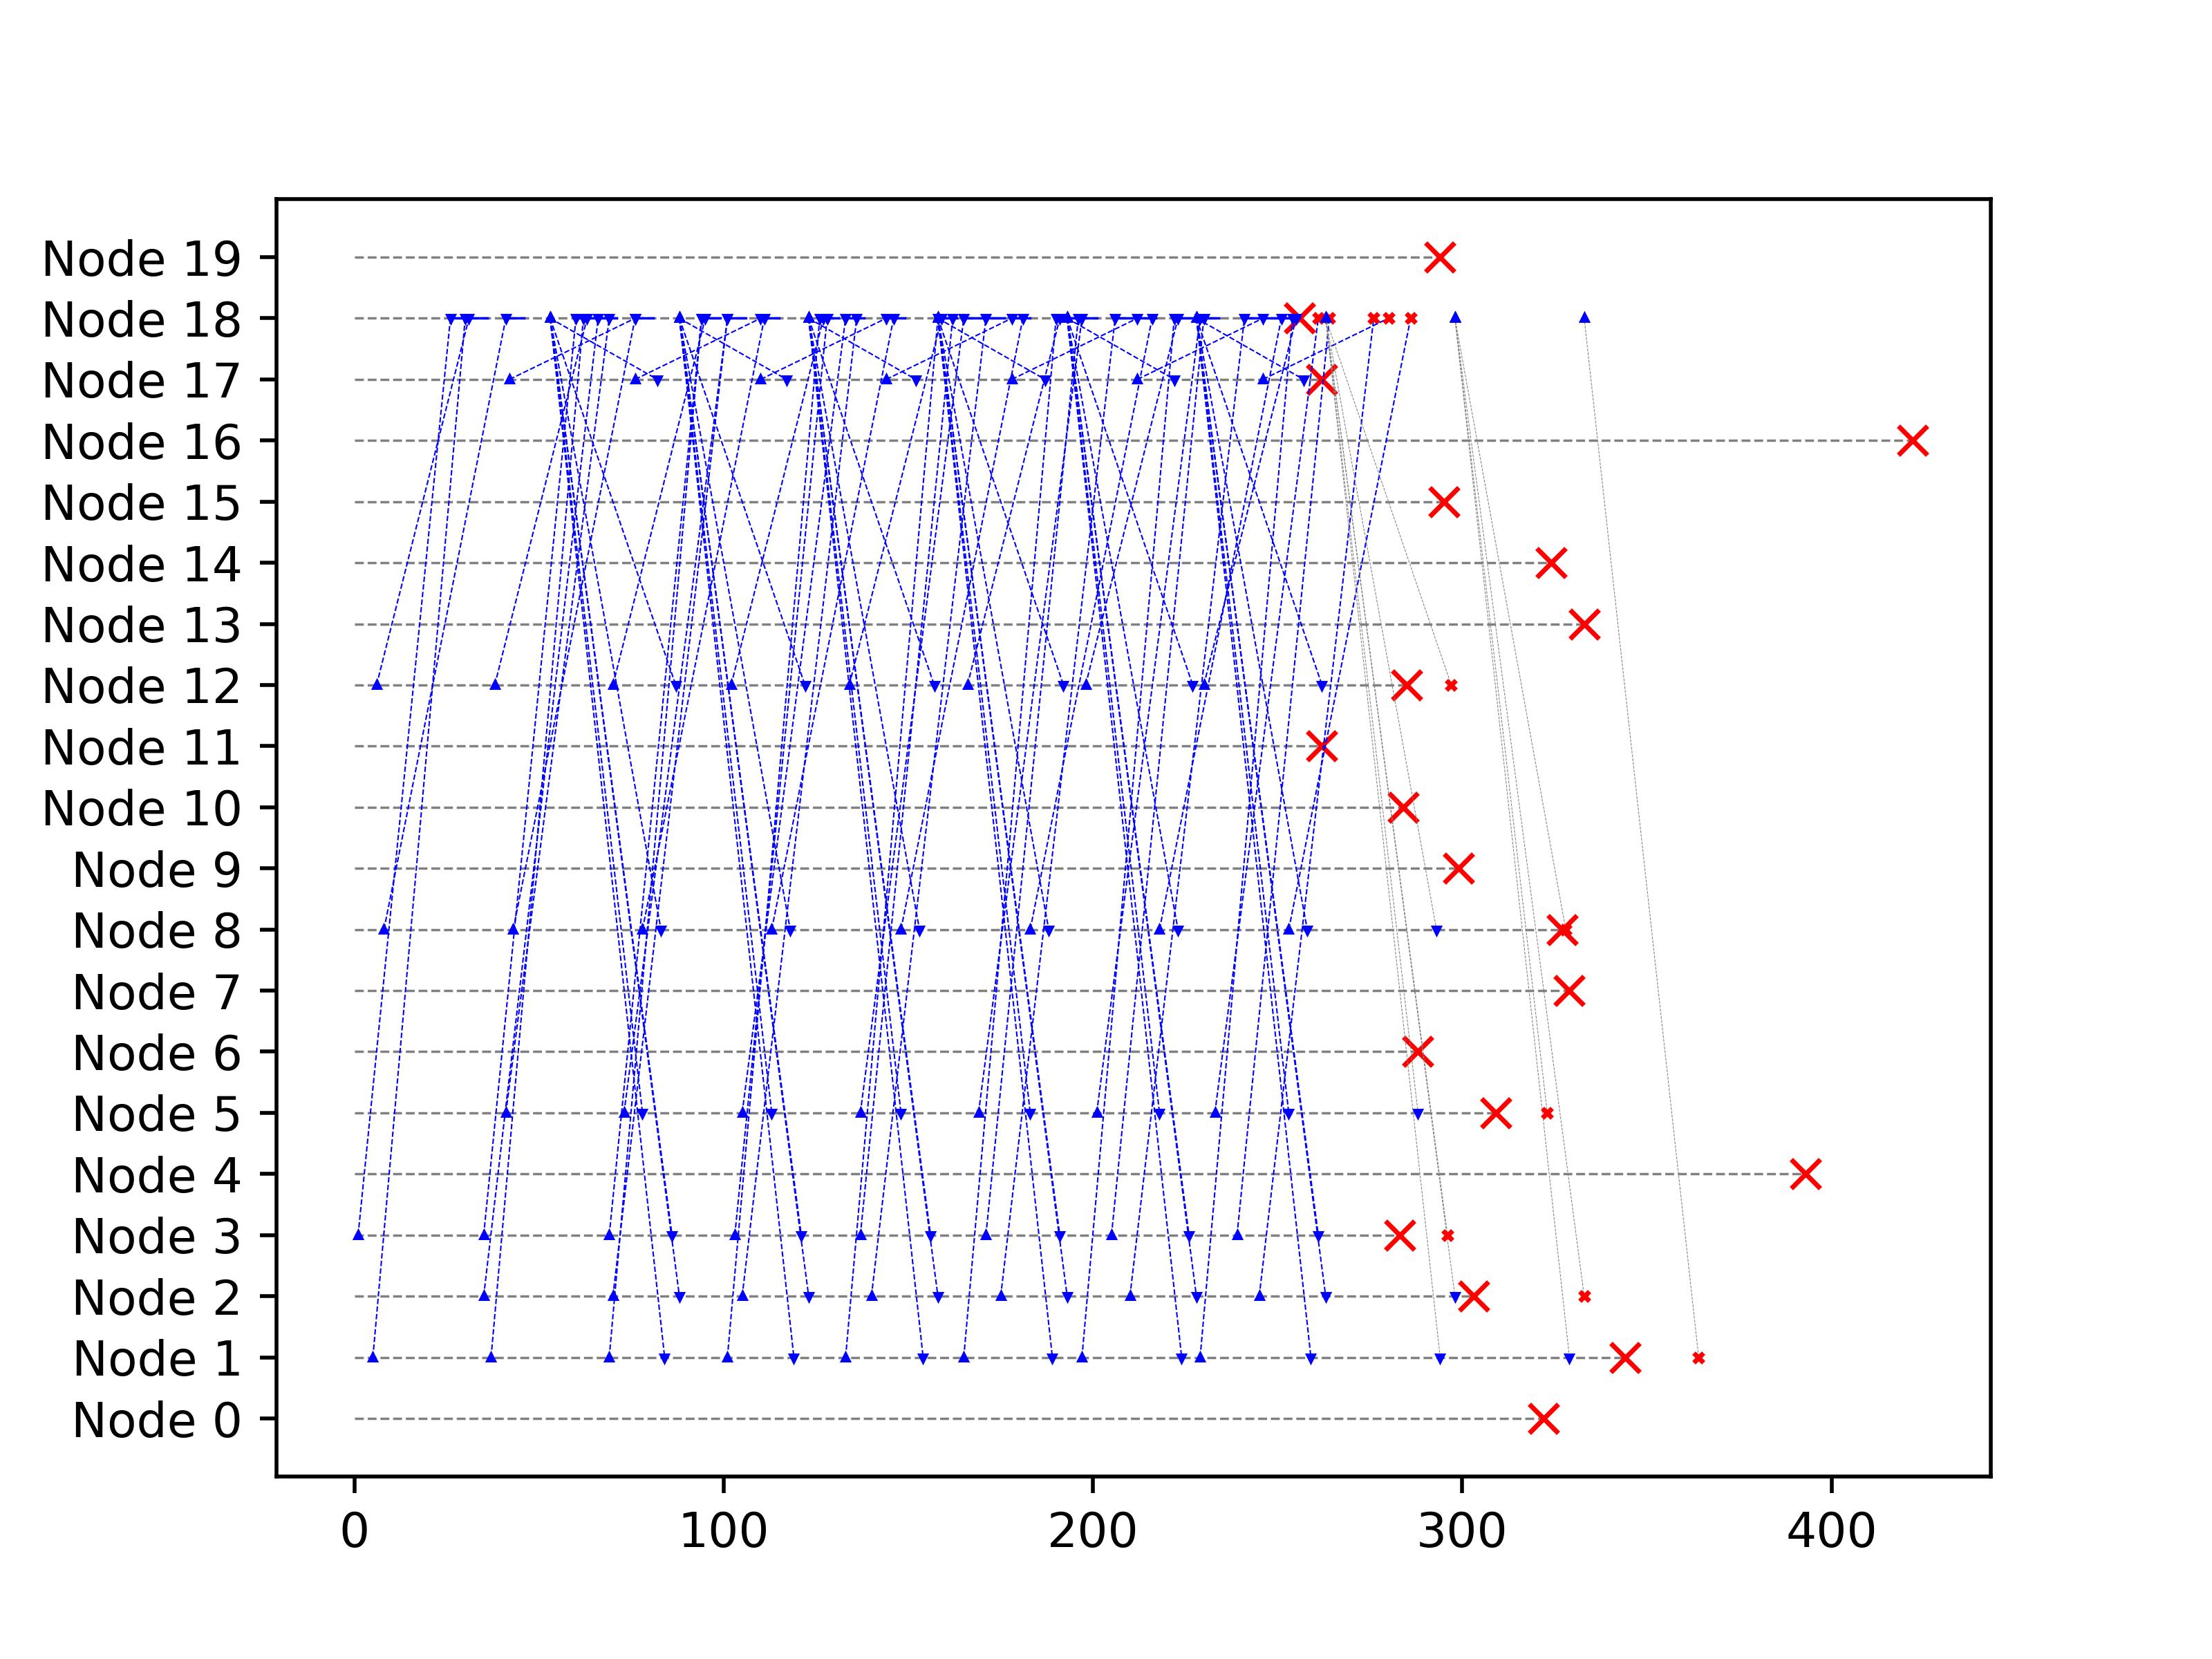 Node 19
Node 18
Node 17
Node 16
Node 15
Node 14
Node 13
Node 12
Node 11
Node 10
Node 9
Node 8
Node 7
Node 6
Node 5
Node 4
Node 3
Node 2
Node 1
Node 0
0 100 200 300 400